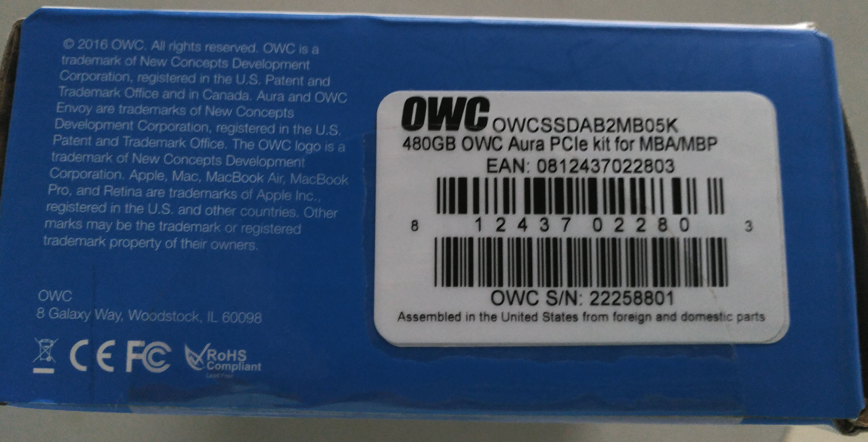 © 2016 OWC. All rights reserved. OWC is a
trademark of New Concepts Development
Corporation, registered in the U.S. Patent and
Trademark Office and in Canada. Aura and OWC
Envoy are trademarks of New Concepts
Development Corporation, registered in the U.S.
Patent and Trademark Office. The OWC logo is a
trademark of New Concepts Development
Corporation. Apple, Mac, MacBook Air, MacBook
Pro, and Retina are trademarks of Apple Inc.,
registered in the U.S. and other countries. Other
marks may be the trademark or registered
trademark property of their owners.
OWC
8 Galaxy Way, Woodstock, IL 60098
CE FC RoHS
Compliant
Lead Free
OWC OWCSSDAB2MB05K
480GB OWC Aura PCIe kit for MBA/MBP
EAN: 0812437022803
8 12437 02280 3
OWC S/N: 22258801
Assembled in the United States from foreign and domestic parts